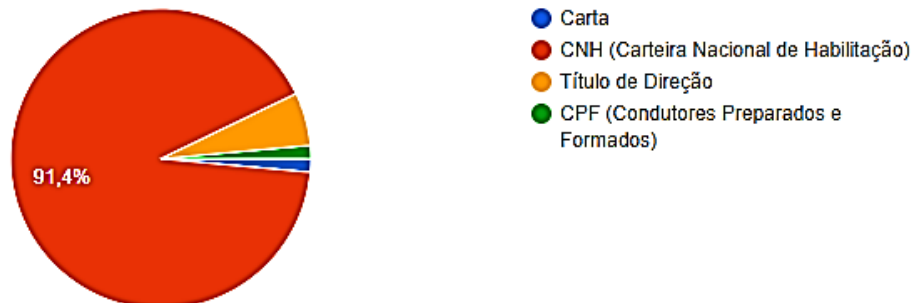 Carta
CNH (Carteira Nacional de Habilitação)
Título de Direção
CPF (Condutores Preparados e
Formados)
91,4%